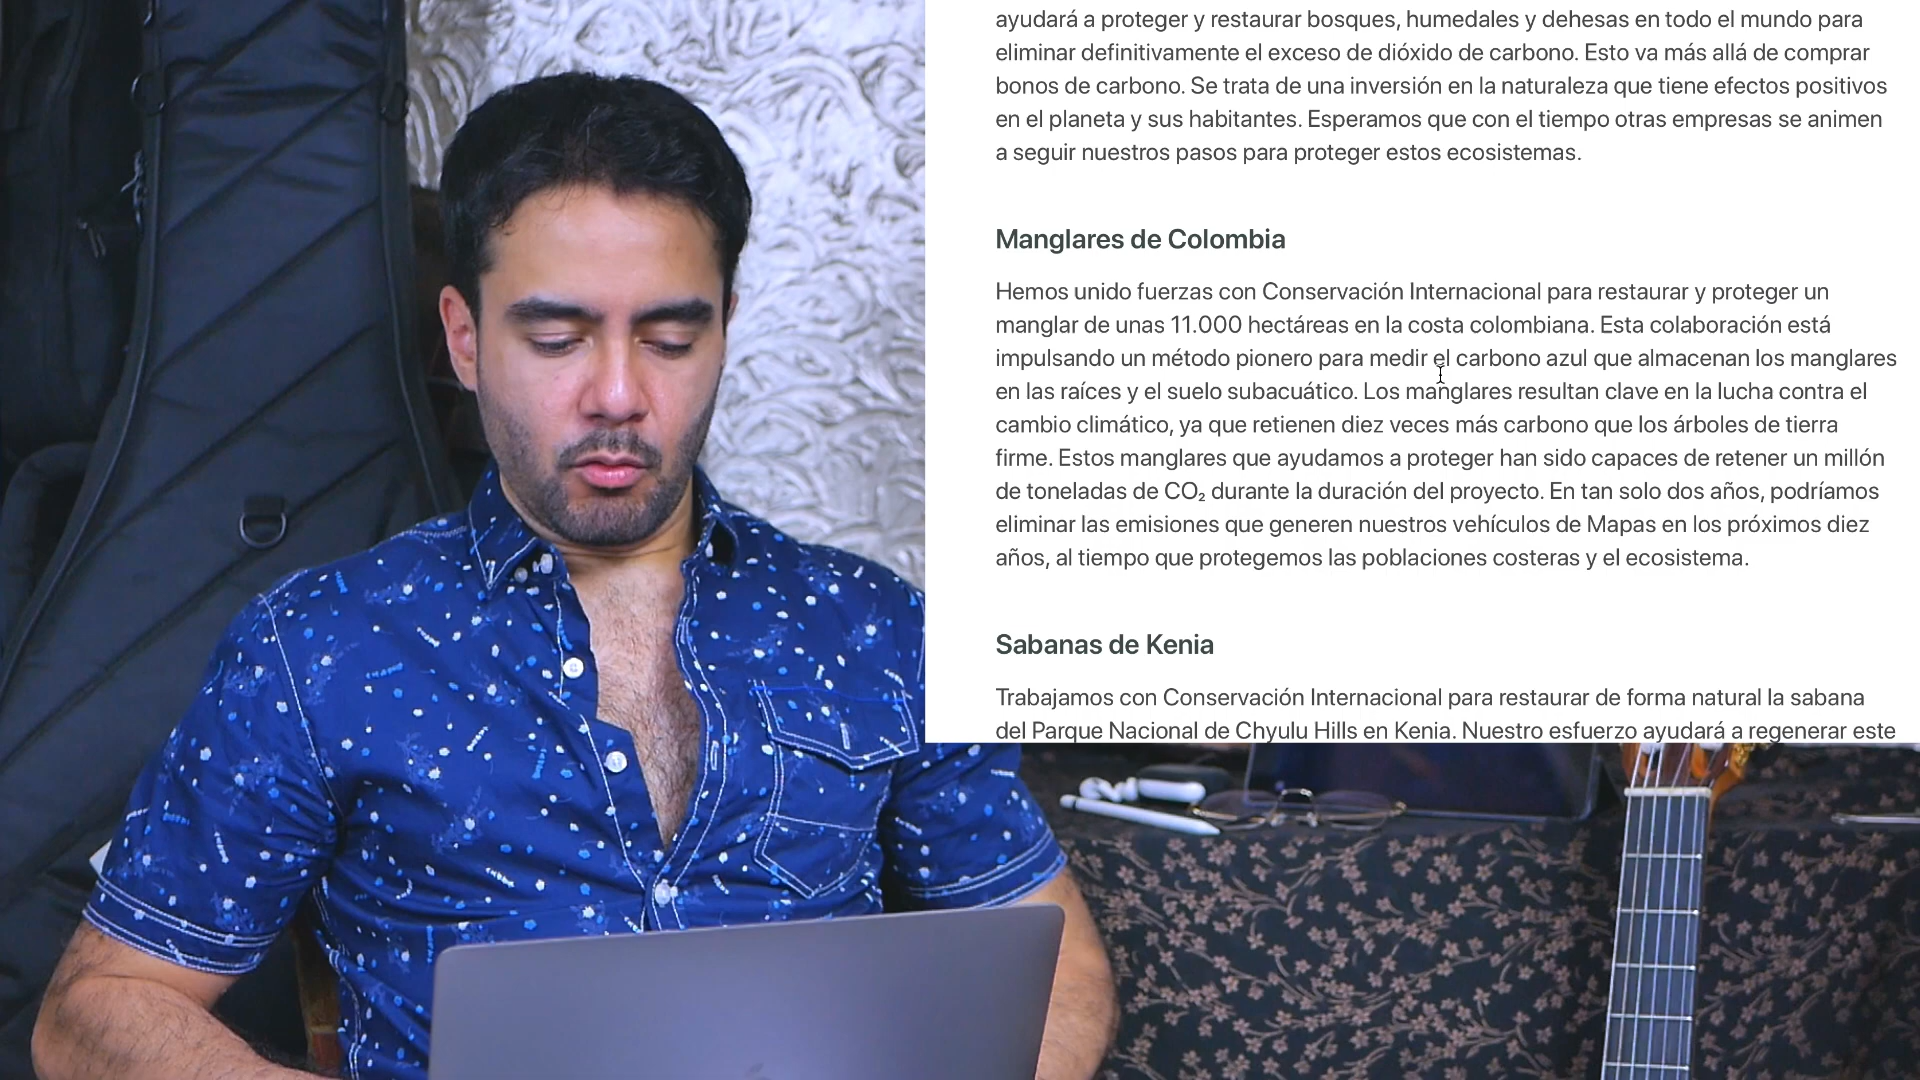 ayudará a proteger y restaurar bosques, humedales y dehesas en todo el mundo para
eliminar definitivamente el exceso de dióxido de carbono. Esto va más allá de comprar
bonos de carbono. Se trata de una inversión en la naturaleza que tiene efectos positivos
en el planeta y sus habitantes. Esperamos que con el tiempo otras empresas se animen
a seguir nuestros pasos para proteger estos ecosistemas.
Manglares de Colombia
Hemos unido fuerzas con Conservación Internacional para restaurar y proteger un
manglar de unas 11.000 hectáreas en la costa colombiana. Esta colaboración está
impulsando un método pionero para medir el carbono azul que almacenan los manglares
en las raíces y el suelo subacuático. Los manglares resultan clave en la lucha contra el
cambio climático, ya que retienen diez veces más carbono que los árboles de tierra
firme. Estos manglares que ayudamos a proteger han sido capaces de retener un millón
de toneladas de CO₂ durante la duración del proyecto. En tan solo dos años, podríamos
eliminar las emisiones que generen nuestros vehículos de Mapas en los próximos diez
años, al tiempo que protegemos las poblaciones costeras y el ecosistema.
Sabanas de Kenia
Trabajamos con Conservación Internacional para restaurar de forma natural la sabana
del Parque Nacional de Chyulu Hills en Kenia. Nuestro esfuerzo ayudará a regenerar este